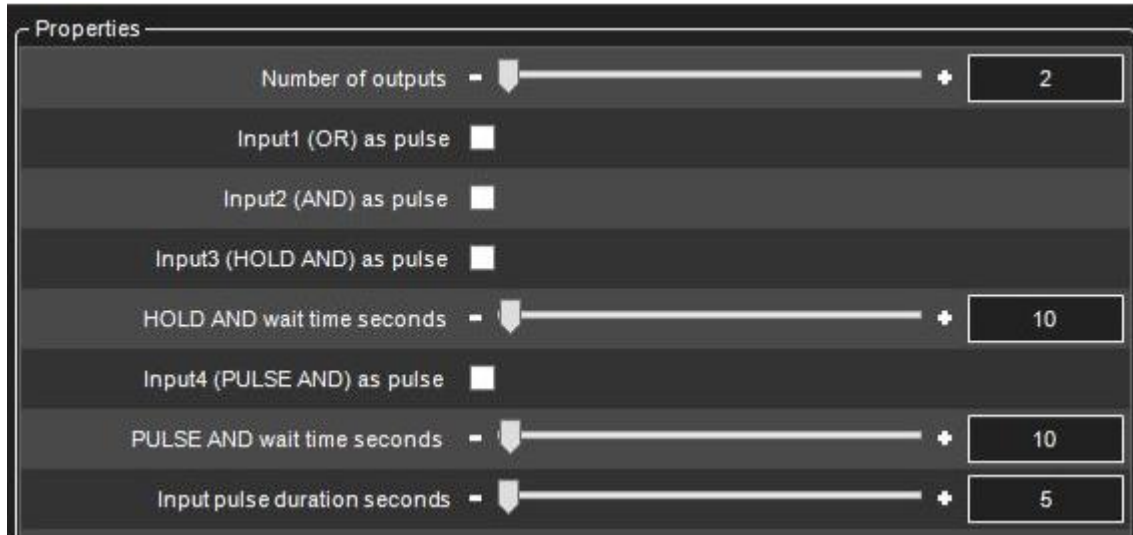 Properties
Number of outputs - + 2
Input1 (OR) as pulse
Input2 (AND) as pulse
Input3 (HOLD AND) as pulse
HOLD AND wait time seconds - + 10
Input4 (PULSE AND) as pulse
PULSE AND wait time seconds - + 10
Input pulse duration seconds - + 5